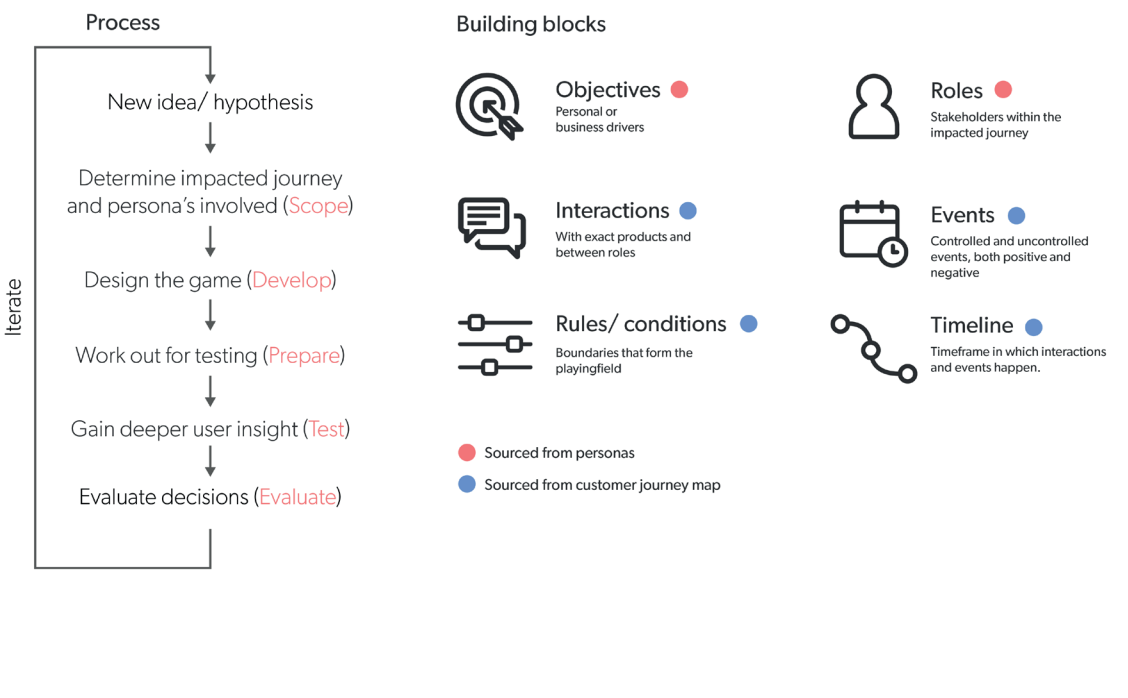 Process
New idea/ hypothesis
Determine impacted journey
and persona’s involved (Scope)
Design the game (Develop)
Work out for testing (Prepare)
Gain deeper user insight (Test)
Evaluate decisions (Evaluate)
Iterate
Building blocks
Objectives
Personal or
business drivers
Roles
Stakeholders within the
impacted journey
Interactions
With exact products and
between roles
Events
Controlled and uncontrolled
events, both positive and
negative
Rules/ conditions
Boundaries that form the
playingfield
Timeline
Timeframe in which interactions
and events happen.
Sourced from personas
Sourced from customer journey map